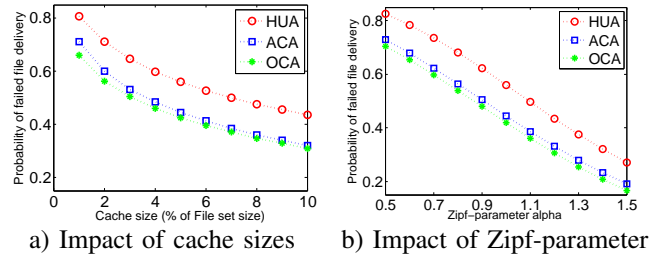 Probability of failed file delivery
0.8
0.6
0.4
0.2
0 2 4 6 8 10
Cache size (% of File set size)
HUA
ACA
OCA
a) Impact of cache sizes
Probability of failed file delivery
0.8
0.6
0.4
0.2
0.5 0.7 0.9 1.1 1.3 1.5
Zipf−parameter alpha
HUA
ACA
OCA
b) Impact of Zipf-parameter